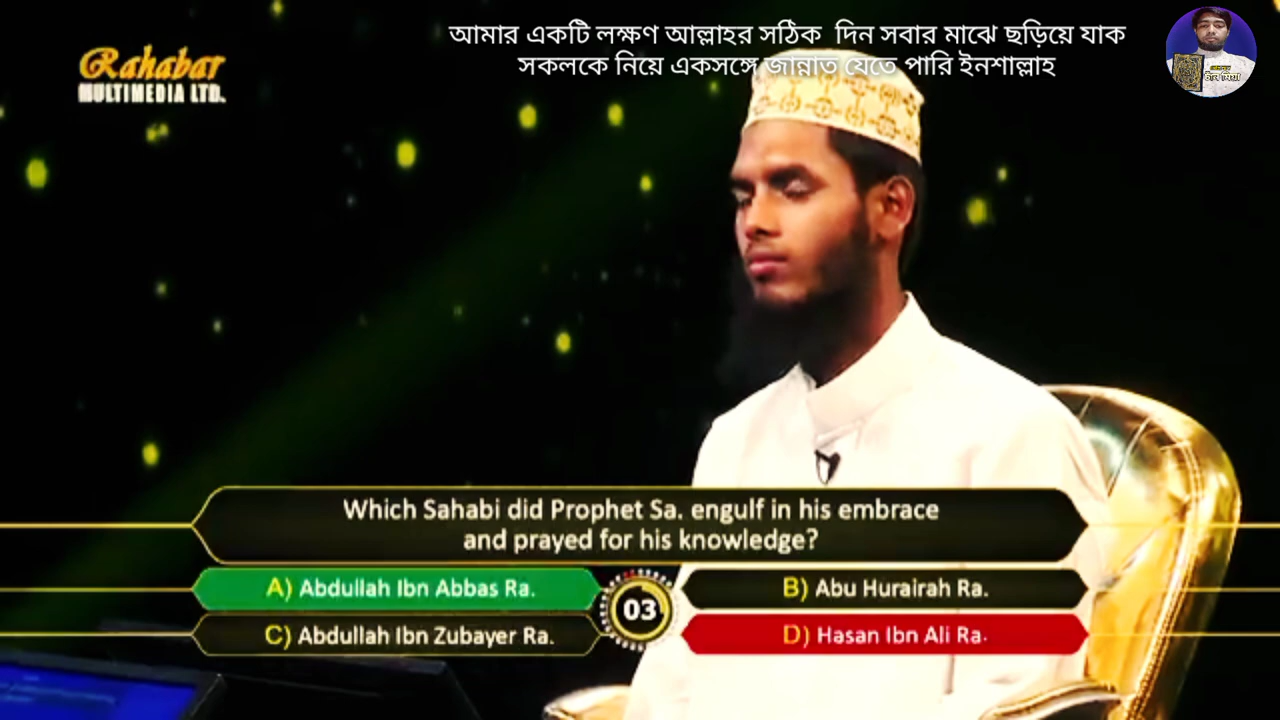 আমার একটি লক্ষণ আল্লাহর সঠিক দিন সবার মাঝে ছড়িয়ে যাক
সকলকে নিয়ে একসঙ্গে জান্নাত যেতে পারি ইনশাল্লাহ
Rahabar
MULTIMEDIA LTD.
Which Sahabi did Prophet Sa. engulf in his embrace
and prayed for his knowledge?
A) Abdullah Ibn Abbas Ra.
B) Abu Hurairah Ra.
03
C) Abdullah Ibn Zubayer Ra.
D) Hasan Ibn Ali Ra.